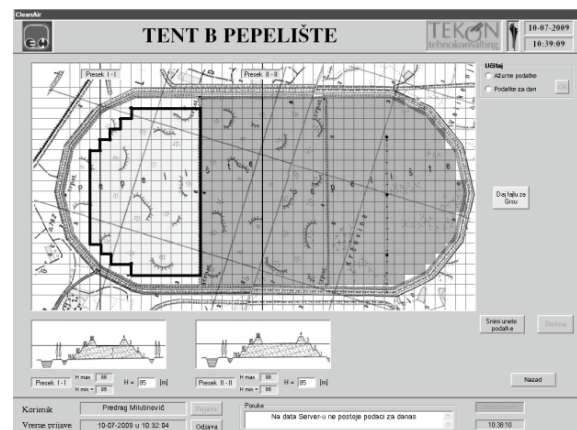 CleanAir
TENT B PEPELIŠTE
TEKON
tehnokonsalting
10-07-2009
10:39:09
Presek I - I
Presek II - II
Učitaj
Ažurne podatke
Podatke za dan
Daj fajl za
Grou
Snimi unete
podatke
Nazad
Presek I - I
H max
H min =
H = 85 [m]
Presek II - II
H max
H min =
H = 85 [m]
Korisnik
Predrag Milutinović
Prijava
Vreme prijave
10-07-2009 u 10:32:04
Odjava
Poruke
Na data Server-u ne postoje podaci za danas
10:38:10